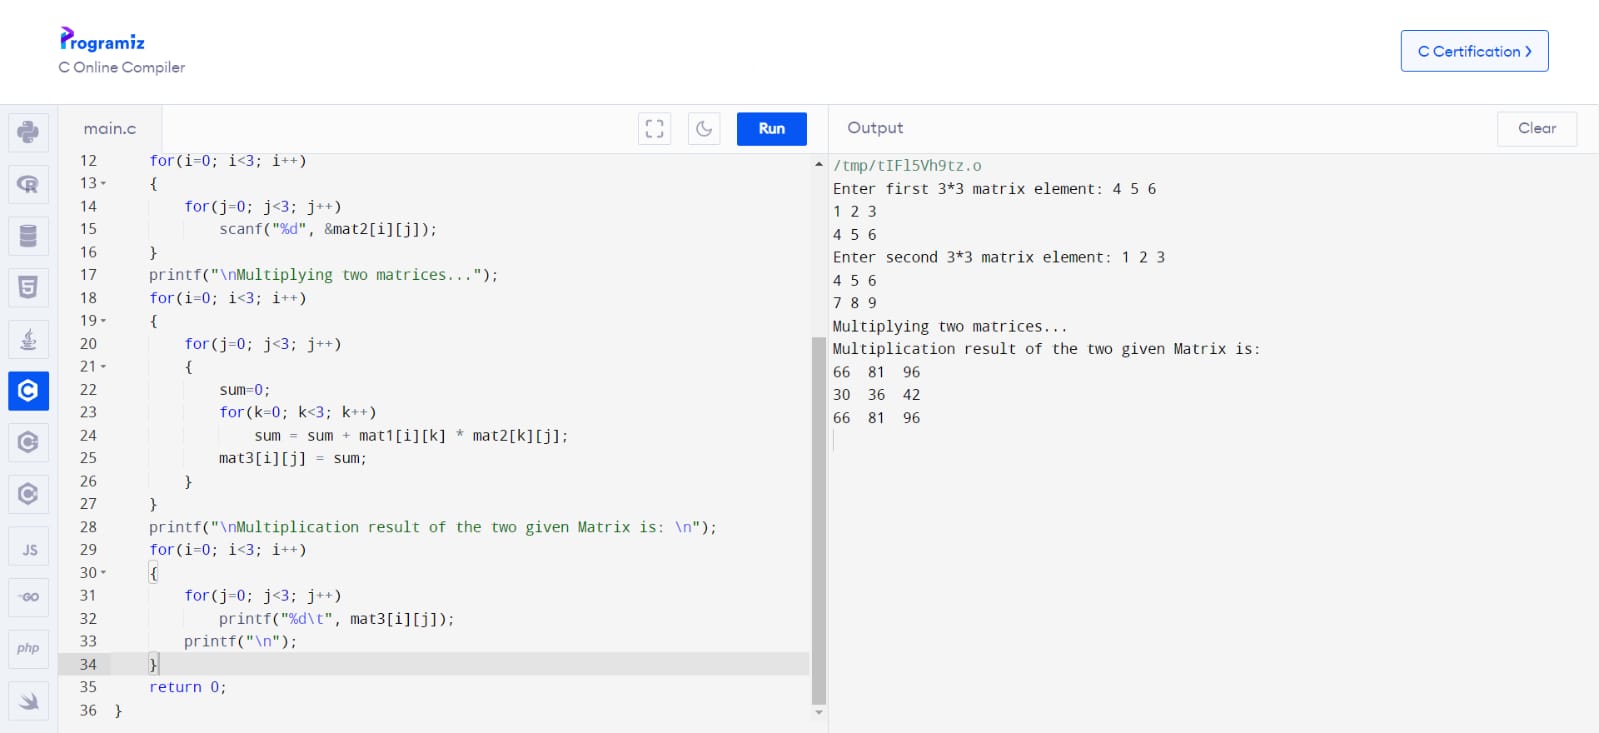 Programiz
C Online Compiler
C Certification >
main.c
Run
Output
Clear
12 for(i=0; i<3; i++)
13 {
14 for(j=0; j<3; j++)
15 scanf("%d", &mat2[i][j]);
16 }
17 printf("\nMultiplying two matrices...");
18 for(i=0; i<3; i++)
19 {
20 for(j=0; j<3; j++)
21 {
22 sum=0;
23 for(k=0; k<3; k++)
24 sum = sum + mat1[i][k] * mat2[k][j];
25 mat3[i][j] = sum;
26 }
27 }
28 printf("\nMultiplication result of the two given Matrix is: \n");
29 for(i=0; i<3; i++)
30 {
31 for(j=0; j<3; j++)
32 printf("%d\t", mat3[i][j]);
33 printf("\n");
34 }
35 return 0;
36 }
/tmp/tIFl5Vh9tz.o
Enter first 3*3 matrix element: 4 5 6
1 2 3
4 5 6
Enter second 3*3 matrix element: 1 2 3
4 5 6
7 8 9
Multiplying two matrices...
Multiplication result of the two given Matrix is:
66 81 96
30 36 42
66 81 96
R
5
C
C
C
JS
GO
php